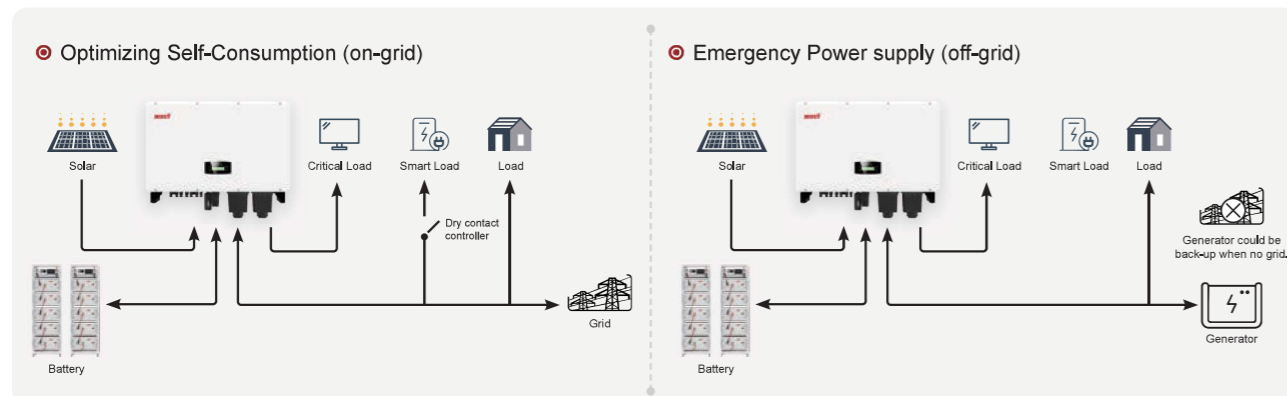 Optimizing Self-Consumption (on-grid)
Solar
Critical Load
Smart Load
Load
Dry contact
controller
Grid
Battery
Emergency Power supply (off-grid)
Solar
Critical Load
Smart Load
Load
Generator could be
back-up when no grid.
Generator
Battery